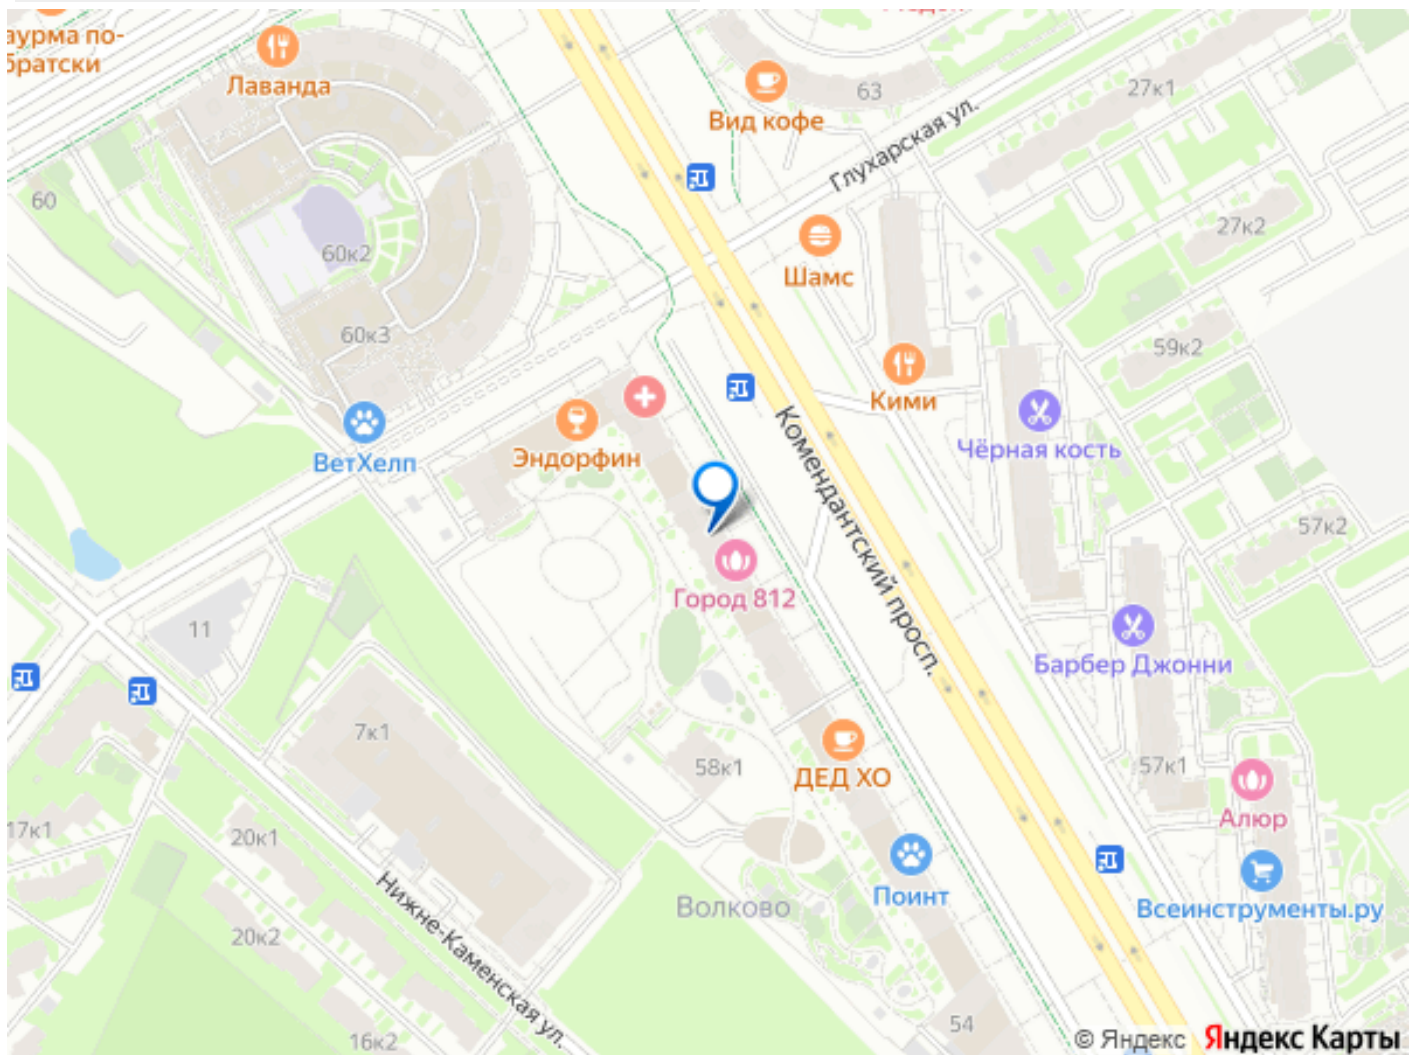 аурма по-
братски
Лаванда
Вид кофе
63
27к1
Глухарская ул.
60
60к2
27к2
Шамс
60к3
59к2
Кими
Чёрная кость
ВетХелп
Эндорфин
Комендантский просп.
57к2
Город 812
11
Барбер Джонни
7к1
58к1
57к1
ДЕД ХО
Алюр
17к1
20к1
Нижне-Каменская ул.
Поинт
Волково
Всеинструменты.ру
20к2
54
16к2
© Яндекс Яндекс Карты